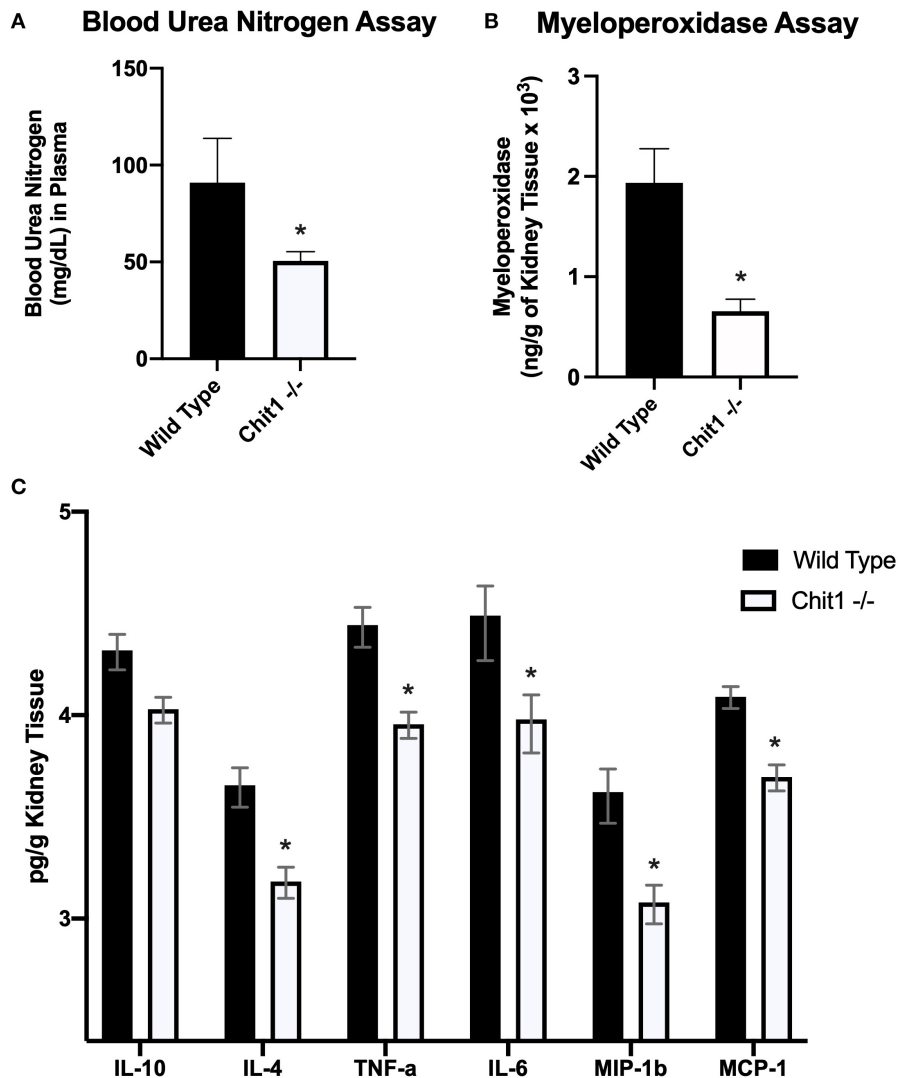 A
Blood Urea Nitrogen Assay
Blood Urea Nitrogen
(mg/dL) in Plasma
150
100
50
0
*
Wild Type
Chit1 -/-
B
Myeloperoxidase Assay
Myeloperoxidase
(ng/g of Kidney Tissue x 10³)
3
2
1
0
*
Wild Type
Chit1 -/-
C
pg/g Kidney Tissue
5
4
3
Wild Type
Chit1 -/-
*
*
*
*
*
IL-10
IL-4
TNF-a
IL-6
MIP-1b
MCP-1